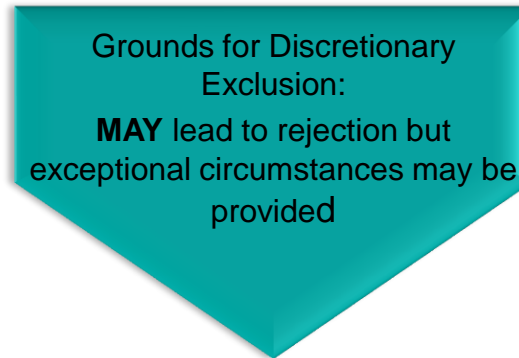 Grounds for Discretionary
Exclusion:
MAY lead to rejection but
exceptional circumstances may be
provided